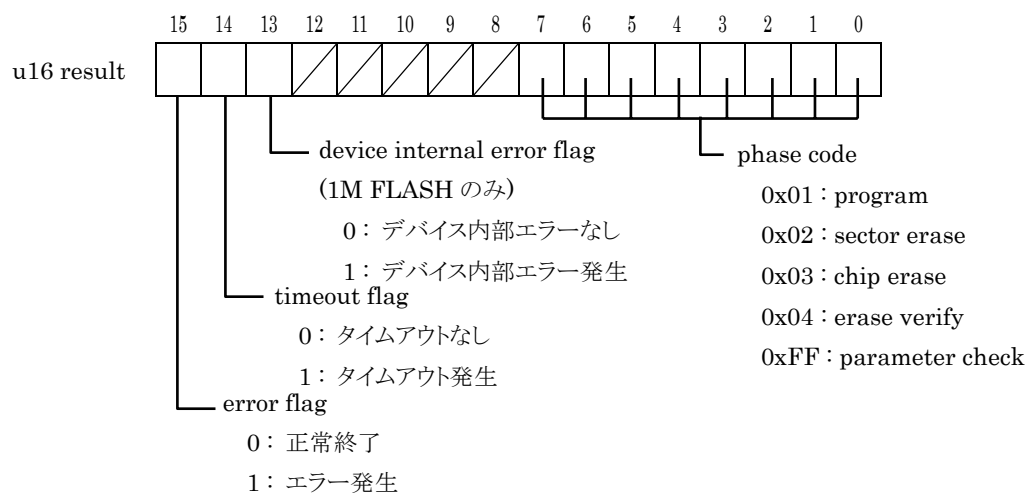 15 14 13 12 11 10 9 8 7 6 5 4 3 2 1 0
u16 result
device internal error flag
(1M FLASH のみ)
0： デバイス内部エラーなし
1： デバイス内部エラー発生
timeout flag
0： タイムアウトなし
1： タイムアウト発生
error flag
0： 正常終了
1： エラー発生
phase code
0x01：program
0x02：sector erase
0x03：chip erase
0x04：erase verify
0xFF：parameter check